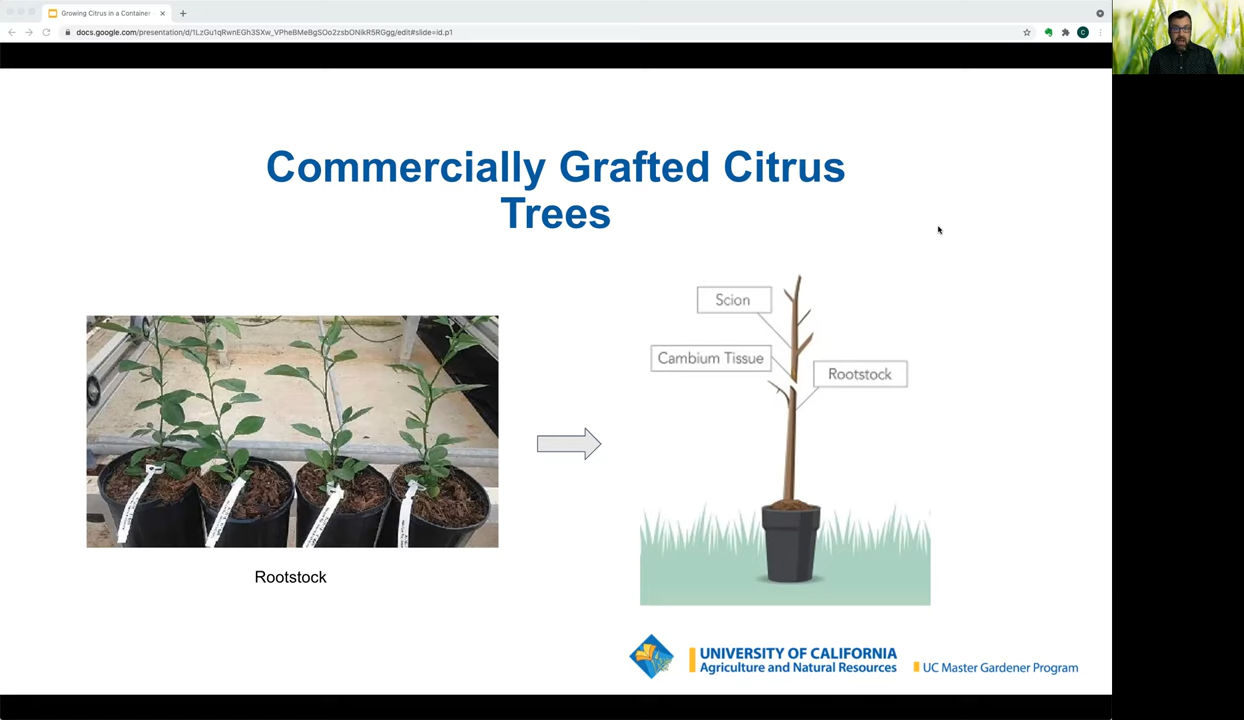 Growing Citrus in a Container
docs.google.com/presentation/d/1LzGu1qRwnEGh3SXw_VPheBMeBgSOo2zsbONikR5RGgg/edit#slide=id.p1
C
Commercially Grafted Citrus
Trees
Scion
Cambium Tissue
Rootstock
Rootstock
UNIVERSITY OF CALIFORNIA
Agriculture and Natural Resources
UC Master Gardener Program